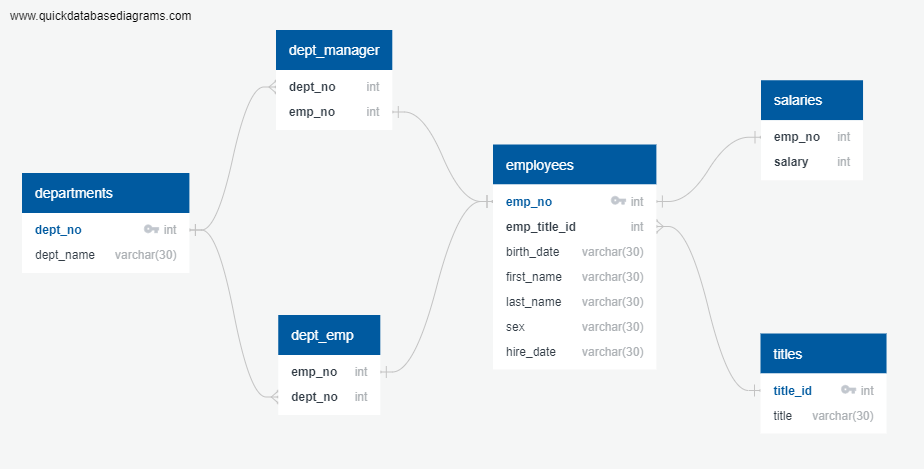 www.quickdatabasediagrams.com
dept_manager
dept_no int
emp_no int
departments
dept_no int
dept_name varchar(30)
dept_emp
emp_no int
dept_no int
employees
emp_no int
emp_title_id int
birth_date varchar(30)
first_name varchar(30)
last_name varchar(30)
sex varchar(30)
hire_date varchar(30)
salaries
emp_no int
salary int
titles
title_id int
title varchar(30)